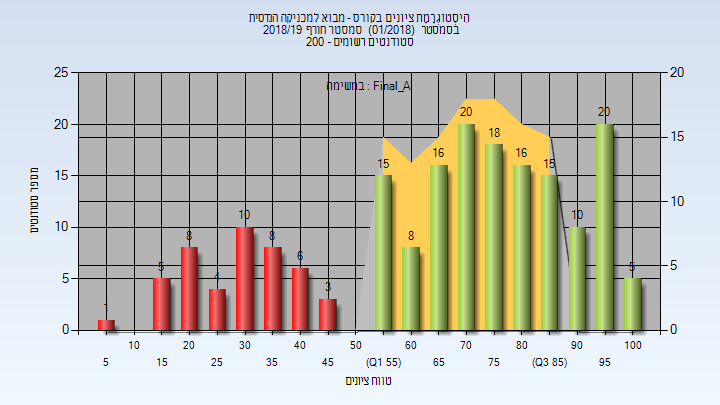 היסטוגרמת ציונים בקורס - מבוא למכניקה הנדסית
בסמסטר (01/2018) סמסטר חורף 2018/19
סטודנטים רשומים - 200
במשימה : Final_A
25 20 15 10 5 0
מספר סטודנטים
20 15 10 5 0
1 5 8 4 10 8 6 3 15 8 16 20 18 16 15 10 20 5
10 20 30 40 50 60 70 80 90 100
5 15 25 35 45 (Q1 55) 65 75 (Q3 85) 95
טווח ציונים